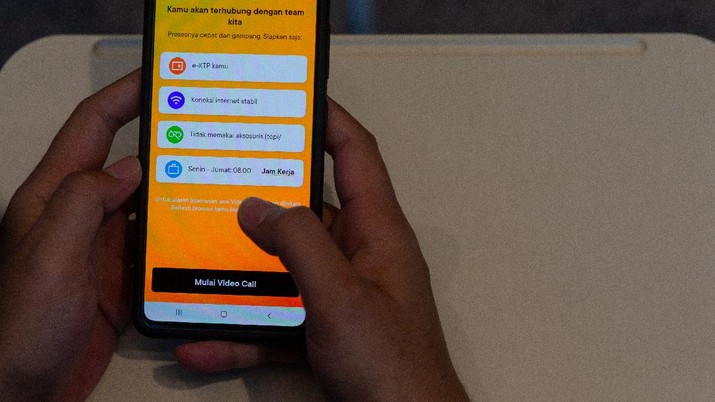 Kamu akan terhubung dengan team
kita
Prosesnya cepat dan gampang. Siapkan saja:
e-KTP kamu
Koneksi internet stabil
Tidak memakai aksesoris (topi/
Senin - Jumat: 08.00 Jam Kerja
Mulai Video Call